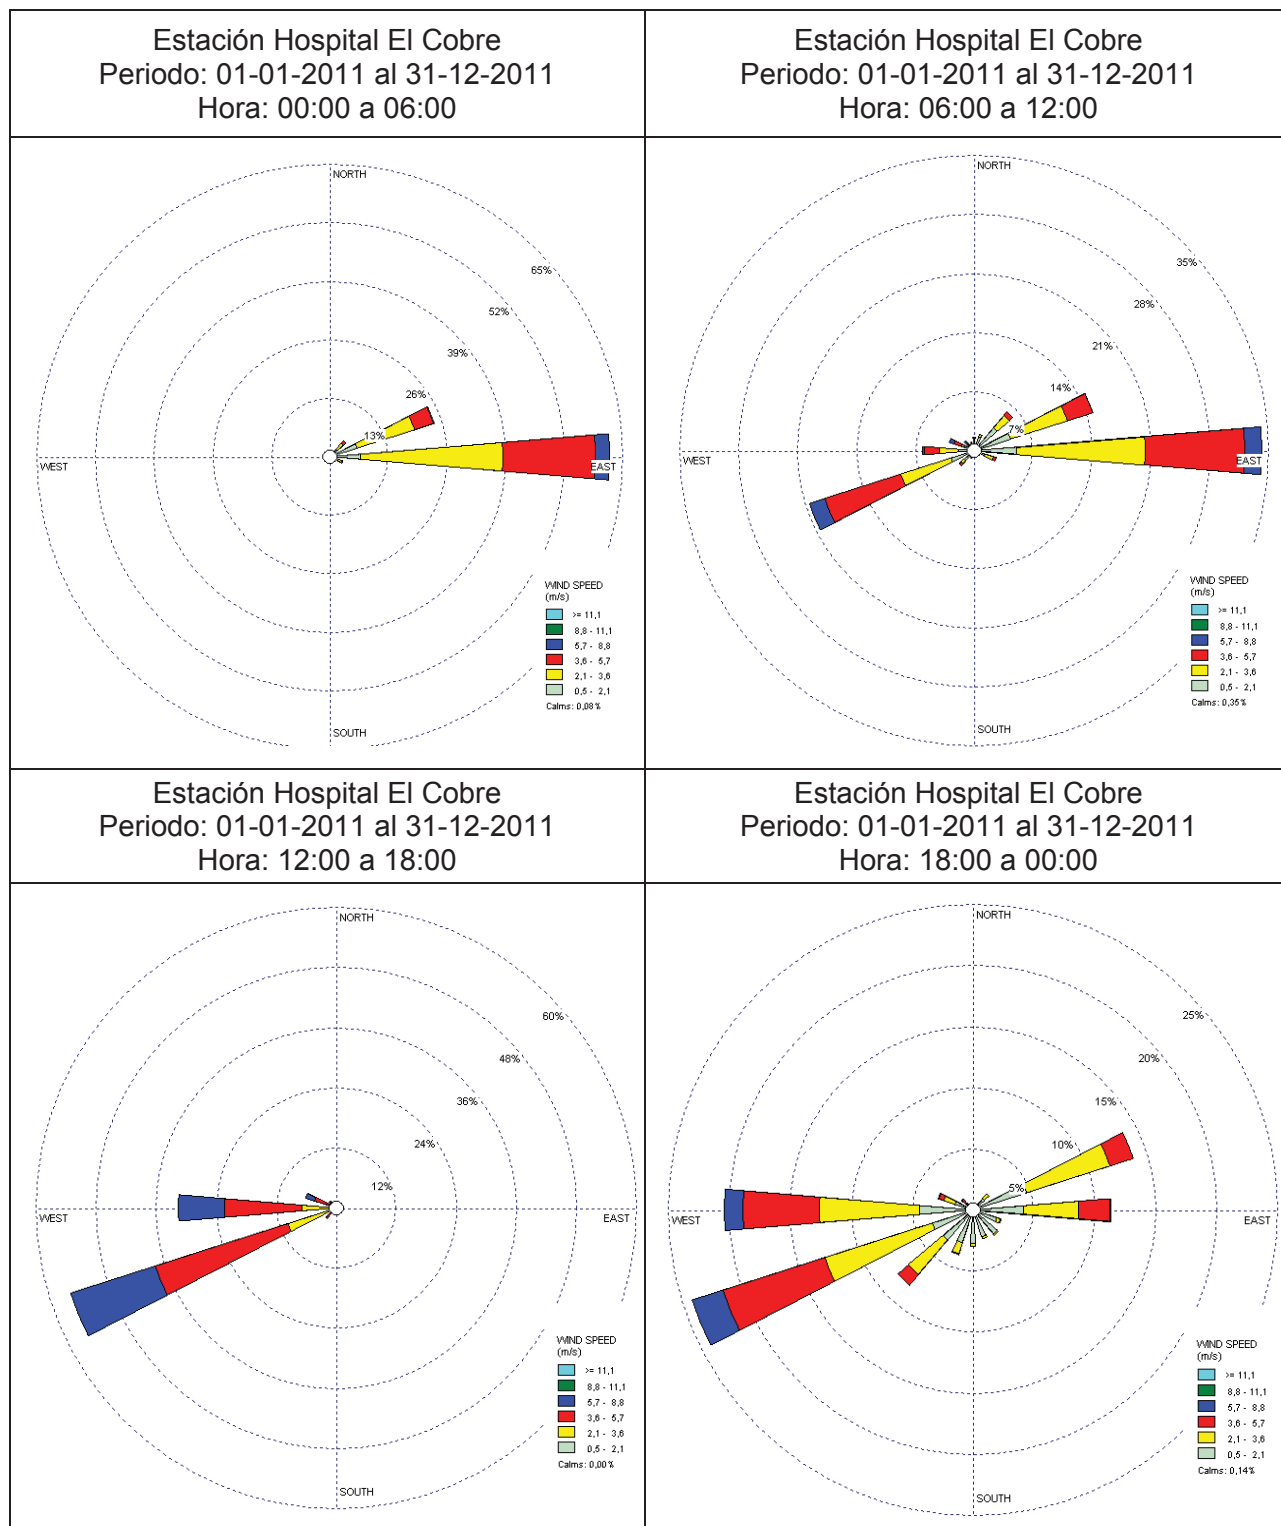 Estación Hospital El Cobre
Periodo: 01-01-2011 al 31-12-2011
Hora: 00:00 a 06:00
Estación Hospital El Cobre
Periodo: 01-01-2011 al 31-12-2011
Hora: 06:00 a 12:00
NORTH
65%
52%
39%
26%
13%
WEST
EAST
SOUTH
WIND SPEED
(m/s)
>= 11,1
8,8 - 11,1
5,7 - 8,8
3,6 - 5,7
2,1 - 3,6
0,5 - 2,1
Calms: 0,08%
NORTH
35%
28%
21%
14%
7%
WEST
EAST
SOUTH
WIND SPEED
(m/s)
>= 11,1
8,8 - 11,1
5,7 - 8,8
3,6 - 5,7
2,1 - 3,6
0,5 - 2,1
Calms: 0,35%
Estación Hospital El Cobre
Periodo: 01-01-2011 al 31-12-2011
Hora: 12:00 a 18:00
Estación Hospital El Cobre
Periodo: 01-01-2011 al 31-12-2011
Hora: 18:00 a 00:00
NORTH
60%
48%
36%
24%
12%
WEST
EAST
SOUTH
WIND SPEED
(m/s)
>= 11,1
8,8 - 11,1
5,7 - 8,8
3,6 - 5,7
2,1 - 3,6
0,5 - 2,1
Calms: 0,00%
NORTH
25%
20%
15%
10%
5%
WEST
EAST
SOUTH
WIND SPEED
(m/s)
>= 11,1
8,8 - 11,1
5,7 - 8,8
3,6 - 5,7
2,1 - 3,6
0,5 - 2,1
Calms: 0,14%